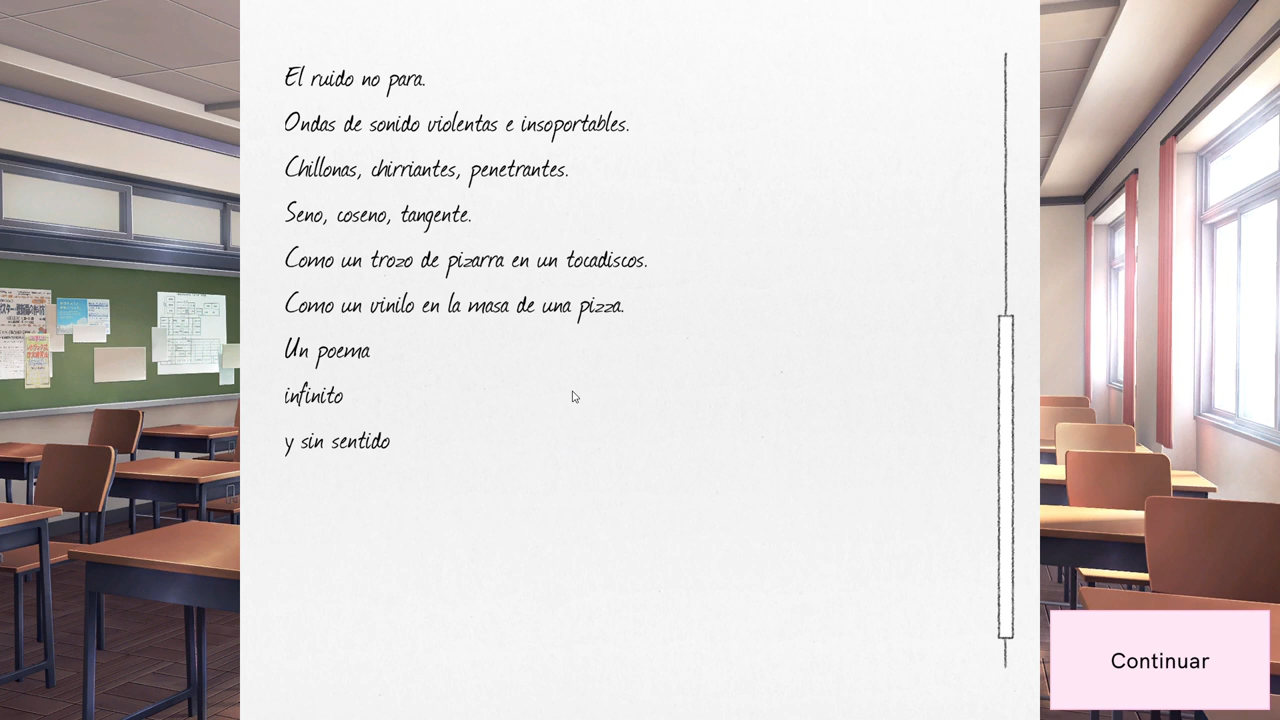 El ruido no para.
Ondas de sonido violentas e insoportables.
Chillonas, chirriantes, penetrantes.
Seno, coseno, tangente.
Como un trozo de pizarra en un tocadiscos.
Como un vinilo en la masa de una pizza.
Un poema
infinito
y sin sentido
Continuar